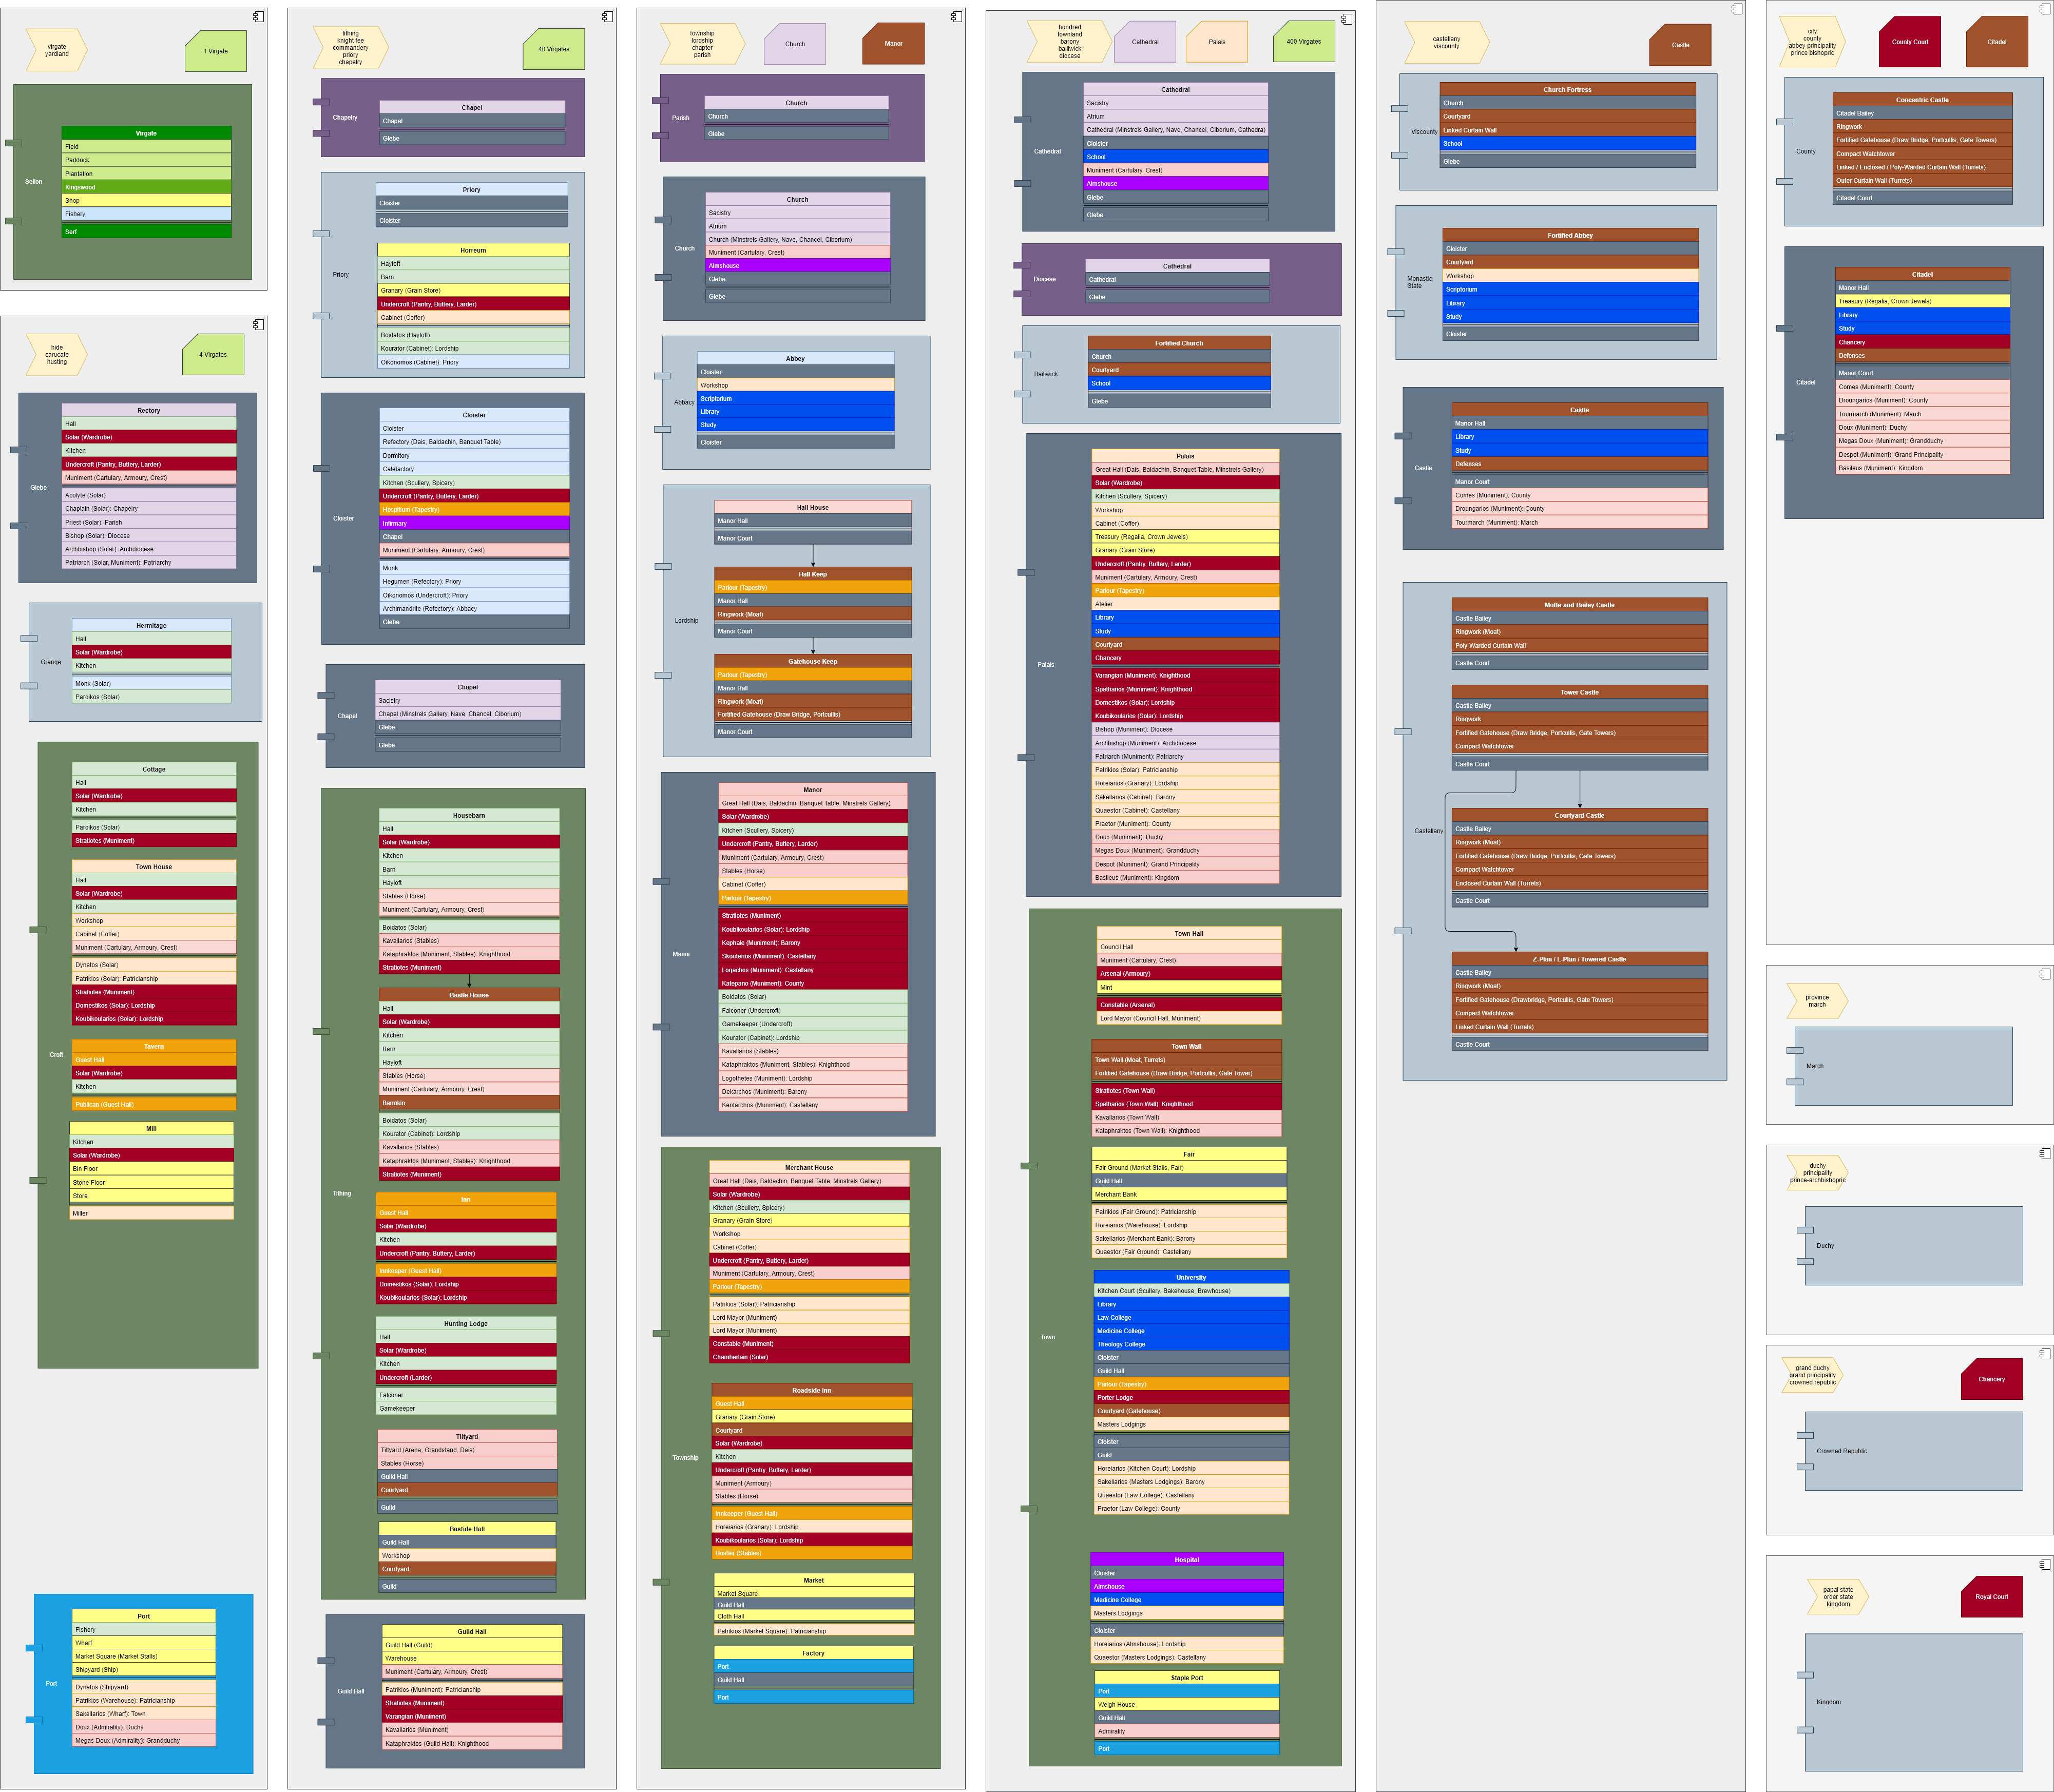 virgate
yardland
1 Virgate
Selion
Virgate
Field
Paddock
Plantation
Kingswood
Shop
Fishery
Serf
hide
carucate
husting
4 Virgates
Glebe
Rectory
Hall
Solar (Wardrobe)
Kitchen
Undercroft (Pantry, Buttery, Larder)
Muniment (Cartulary, Armoury, Crest)
Acolyte (Solar)
Chaplain (Solar): Chapelry
Priest (Solar): Parish
Bishop (Solar): Diocese
Archbishop (Solar): Archdiocese
Patriarch (Solar, Muniment): Patriarchy
Grange
Hermitage
Hall
Solar (Wardrobe)
Kitchen
Monk (Solar)
Paroikos (Solar)
Croft
Cottage
Hall
Solar (Wardrobe)
Kitchen
Paroikos (Solar)
Stratiotes (Muniment)
Town House
Hall
Solar (Wardrobe)
Kitchen
Workshop
Cabinet (Coffer)
Muniment (Cartulary, Armoury, Crest)
Dynatos (Solar)
Patrikios (Solar): Patricianship
Stratiotes (Muniment)
Domestikos (Solar): Lordship
Koubikoularios (Solar): Lordship
Tavern
Guest Hall
Solar (Wardrobe)
Kitchen
Publican (Guest Hall)
Mill
Kitchen
Solar (Wardrobe)
Bin Floor
Stone Floor
Store
Miller
Port
Port
Fishery
Wharf
Market Square (Market Stalls)
Shipyard (Ship)
Dynatos (Shipyard)
Patrikios (Warehouse): Patricianship
Sakellarios (Wharf): Town
Doux (Admirality): Duchy
Megas Doux (Admirality): Grandduchy
tithing
knight fee
commandery
priory
chapelry
40 Virgates
Chapelry
Chapel
Chapel
Glebe
Priory
Priory
Cloister
Cloister
Horreum
Hayloft
Barn
Granary (Grain Store)
Undercroft (Pantry, Buttery, Larder)
Cabinet (Coffer)
Boidatos (Hayloft)
Kourator (Cabinet): Lordship
Oikonomos (Cabinet): Priory
Cloister
Cloister
Cloister
Refectory (Dais, Baldachin, Banquet Table)
Dormitory
Calefactory
Kitchen (Scullery, Spicery)
Undercroft (Pantry, Buttery, Larder)
Hospitium (Tapestry)
Infirmary
Chapel
Muniment (Cartulary, Armoury, Crest)
Monk
Hegumen (Refectory): Priory
Oikonomos (Undercroft): Priory
Archimandrite (Refectory): Abbacy
Glebe
Chapel
Chapel
Sacistry
Chapel (Minstrels Gallery, Nave, Chancel, Ciborium)
Glebe
Glebe
Tithing
Housebarn
Hall
Solar (Wardrobe)
Kitchen
Barn
Hayloft
Stables (Horse)
Muniment (Cartulary, Armoury, Crest)
Boidatos (Solar)
Kavallarios (Stables)
Kataphraktos (Muniment, Stables): Knighthood
Stratiotes (Muniment)
Bastle House
Hall
Solar (Wardrobe)
Kitchen
Barn
Hayloft
Stables (Horse)
Muniment (Cartulary, Armoury, Crest)
Barmkin
Boidatos (Solar)
Kourator (Cabinet): Lordship
Kavallarios (Stables)
Kataphraktos (Muniment, Stables): Knighthood
Stratiotes (Muniment)
Inn
Guest Hall
Solar (Wardrobe)
Kitchen
Undercroft (Pantry, Buttery, Larder)
Innkeeper (Guest Hall)
Domestikos (Solar): Lordship
Koubikoularios (Solar): Lordship
Hunting Lodge
Hall
Solar (Wardrobe)
Kitchen
Undercroft (Larder)
Falconer
Gamekeeper
Tiltyard
Tiltyard (Arena, Grandstand, Dais)
Stables (Horse)
Guild Hall
Courtyard
Guild
Bastide Hall
Guild Hall
Workshop
Courtyard
Guild
Guild Hall
Guild Hall
Guild Hall (Guild)
Warehouse
Muniment (Cartulary, Armoury, Crest)
Patrikios (Muniment): Patricianship
Stratiotes (Muniment)
Varangian (Muniment)
Kavallarios (Muniment)
Kataphraktos (Guild Hall): Knighthood
township
lordship
chapter
parish
Church
Manor
Parish
Church
Church
Glebe
Church
Church
Sacistry
Atrium
Church (Minstrels Gallery, Nave, Chancel, Ciborium)
Muniment (Cartulary, Crest)
Almshouse
Glebe
Glebe
Abbacy
Abbey
Cloister
Workshop
Scriptorium
Library
Study
Cloister
Lordship
Hall House
Manor Hall
Manor Court
Hall Keep
Parlour (Tapestry)
Manor Hall
Ringwork (Moat)
Manor Court
Gatehouse Keep
Parlour (Tapestry)
Manor Hall
Ringwork (Moat)
Fortified Gatehouse (Draw Bridge, Portcullis)
Manor Court
Manor
Manor
Great Hall (Dais, Baldachin, Banquet Table, Minstrels Gallery)
Solar (Wardrobe)
Kitchen (Scullery, Spicery)
Undercroft (Pantry, Buttery, Larder)
Muniment (Cartulary, Armoury, Crest)
Stables (Horse)
Cabinet (Coffer)
Parlour (Tapestry)
Stratiotes (Muniment)
Koubikoularios (Solar): Lordship
Kephale (Muniment): Barony
Skouterios (Muniment): Castellany
Logachos (Muniment): Castellany
Katepano (Muniment): County
Boidatos (Solar)
Falconer (Undercroft)
Gamekeeper (Undercroft)
Kourator (Cabinet): Lordship
Kavallarios (Stables)
Kataphraktos (Muniment, Stables): Knighthood
Logothetes (Muniment): Lordship
Dekarchos (Muniment): Barony
Kentarchos (Muniment): Castellany
Township
Merchant House
Great Hall (Dais, Baldachin, Banquet Table, Minstrels Gallery)
Solar (Wardrobe)
Kitchen (Scullery, Spicery)
Granary (Grain Store)
Workshop
Cabinet (Coffer)
Undercroft (Pantry, Buttery, Larder)
Muniment (Cartulary, Armoury, Crest)
Parlour (Tapestry)
Patrikios (Solar): Patricianship
Lord Mayor (Muniment)
Lord Mayor (Muniment)
Constable (Muniment)
Chamberlain (Solar)
Roadside Inn
Guest Hall
Granary (Grain Store)
Courtyard
Solar (Wardrobe)
Kitchen
Undercroft (Pantry, Buttery, Larder)
Muniment (Armoury)
Stables (Horse)
Innkeeper (Guest Hall)
Horeiarios (Granary): Lordship
Koubikoularios (Solar): Lordship
Hostler (Stables)
Market
Market Square
Guild Hall
Cloth Hall
Patrikios (Market Square): Patricianship
Factory
Port
Guild Hall
Port
hundred
townland
barony
bailiwick
diocese
Cathedral
Palais
400 Virgates
Cathedral
Cathedral
Sacistry
Atrium
Cathedral (Minstrels Gallery, Nave, Chancel, Ciborium, Cathedra)
Cloister
School
Muniment (Cartulary, Crest)
Almshouse
Glebe
Glebe
Diocese
Cathedral
Cathedral
Glebe
Bailiwick
Fortified Church
Church
Courtyard
School
Glebe
Palais
Palais
Great Hall (Dais, Baldachin, Banquet Table, Minstrels Gallery)
Solar (Wardrobe)
Kitchen (Scullery, Spicery)
Workshop
Cabinet (Coffer)
Treasury (Regalia, Crown Jewels)
Granary (Grain Store)
Undercroft (Pantry, Buttery, Larder)
Muniment (Cartulary, Armoury, Crest)
Parlour (Tapestry)
Atelier
Library
Study
Courtyard
Chancery
Varangian (Muniment): Knighthood
Spatharios (Muniment): Knighthood
Domestikos (Solar): Lordship
Koubikoularios (Solar): Lordship
Bishop (Muniment): Diocese
Archbishop (Muniment): Archdiocese
Patriarch (Muniment): Patriarchy
Patrikios (Solar): Patricianship
Horeiarios (Granary): Lordship
Sakellarios (Cabinet): Barony
Quaestor (Cabinet): Castellany
Praetor (Muniment): County
Doux (Muniment): Duchy
Megas Doux (Muniment): Grandduchy
Despot (Muniment): Grand Principality
Basileus (Muniment): Kingdom
Town
Town Hall
Council Hall
Muniment (Cartulary, Crest)
Arsenal (Armoury)
Mint
Constable (Arsenal)
Lord Mayor (Council Hall, Muniment)
Town Wall
Town Wall (Moat, Turrets)
Fortified Gatehouse (Draw Bridge, Portcullis, Gate Tower)
Stratiotes (Town Wall)
Spatharios (Town Wall): Knighthood
Kavallarios (Town Wall)
Kataphraktos (Town Wall): Knighthood
Fair
Fair Ground (Market Stalls, Fair)
Guild Hall
Merchant Bank
Patrikios (Fair Ground): Patricianship
Horeiarios (Warehouse): Lordship
Sakellarios (Merchant Bank): Barony
Quaestor (Fair Ground): Castellany
University
Kitchen Court (Scullery, Bakehouse, Brewhouse)
Library
Law College
Medicine College
Theology College
Cloister
Guild Hall
Parlour (Tapestry)
Porter Lodge
Courtyard (Gatehouse)
Masters Lodgings
Cloister
Guild
Horeiarios (Kitchen Court): Lordship
Sakellarios (Masters Lodgings): Barony
Quaestor (Law College): Castellany
Praetor (Law College): County
Hospital
Cloister
Almshouse
Medicine College
Masters Lodgings
Cloister
Horeiarios (Almshouse): Lordship
Quaestor (Masters Lodgings): Castellany
Staple Port
Port
Weigh House
Guild Hall
Admirality
Port
castellany
viscounty
Castle
Viscounty
Church Fortress
Church
Courtyard
Linked Curtain Wall
School
Glebe
Monastic
State
Fortified Abbey
Cloister
Courtyard
Workshop
Scriptorium
Library
Study
Cloister
Castle
Castle
Manor Hall
Library
Study
Defenses
Manor Court
Comes (Muniment): County
Droungarios (Muniment): County
Tourmarch (Muniment): March
Castellany
Motte-and-Bailey Castle
Castle Bailey
Ringwork (Moat)
Poly-Warded Curtain Wall
Castle Court
Tower Castle
Castle Bailey
Ringwork
Fortified Gatehouse (Draw Bridge, Portcullis, Gate Towers)
Compact Watchtower
Castle Court
Courtyard Castle
Castle Bailey
Ringwork (Moat)
Fortified Gatehouse (Draw Bridge, Portcullis, Gate Towers)
Compact Watchtower
Enclosed Curtain Wall (Turrets)
Castle Court
Z-Plan / L-Plan / Towered Castle
Castle Bailey
Ringwork (Moat)
Fortified Gatehouse (Drawbridge, Portcullis, Gate Towers)
Compact Watchtower
Linked Curtain Wall (Turrets)
Castle Court
city
county
abbey principality
prince bishopric
County Court
Citadel
County
Concentric Castle
Citadel Bailey
Ringwork
Fortified Gatehouse (Draw Bridge, Portcullis, Gate Towers)
Compact Watchtower
Linked / Enclosed / Poly-Warded Curtain Wall (Turrets)
Outer Curtain Wall (Turrets)
Citadel Court
Citadel
Citadel
Manor Hall
Treasury (Regalia, Crown Jewels)
Library
Study
Chancery
Defenses
Manor Court
Comes (Muniment): County
Droungarios (Muniment): County
Tourmarch (Muniment): March
Doux (Muniment): Duchy
Megas Doux (Muniment): Grandduchy
Despot (Muniment): Grand Principality
Basileus (Muniment): Kingdom
province
march
March
duchy
principality
prince-archbishopric
Duchy
grand duchy
grand principality
crowned republic
Chancery
Crowned Republic
papal state
order state
kingdom
Royal Court
Kingdom